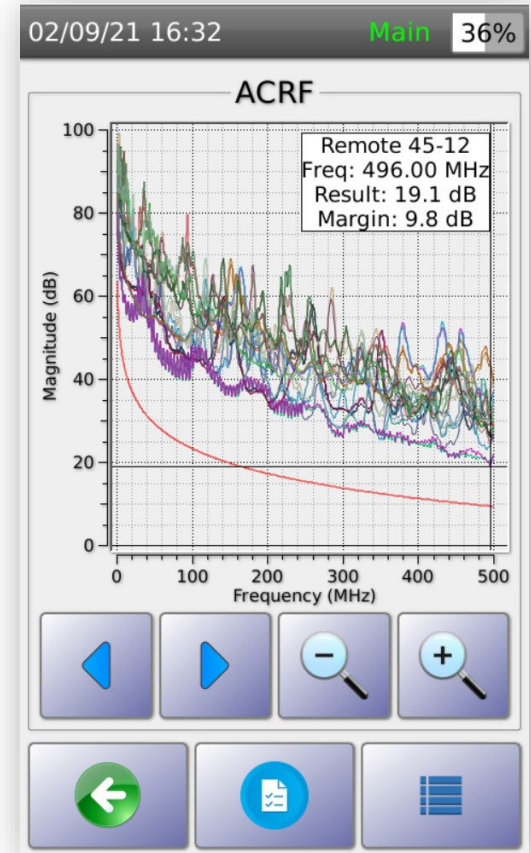 02/09/21 16:32 Main 36%
ACRF
Remote 45-12
Freq: 496.00 MHz
Result: 19.1 dB
Margin: 9.8 dB
Magnitude (dB)
100
80
60
40
20
0
0 100 200 300 400 500
Frequency (MHz)